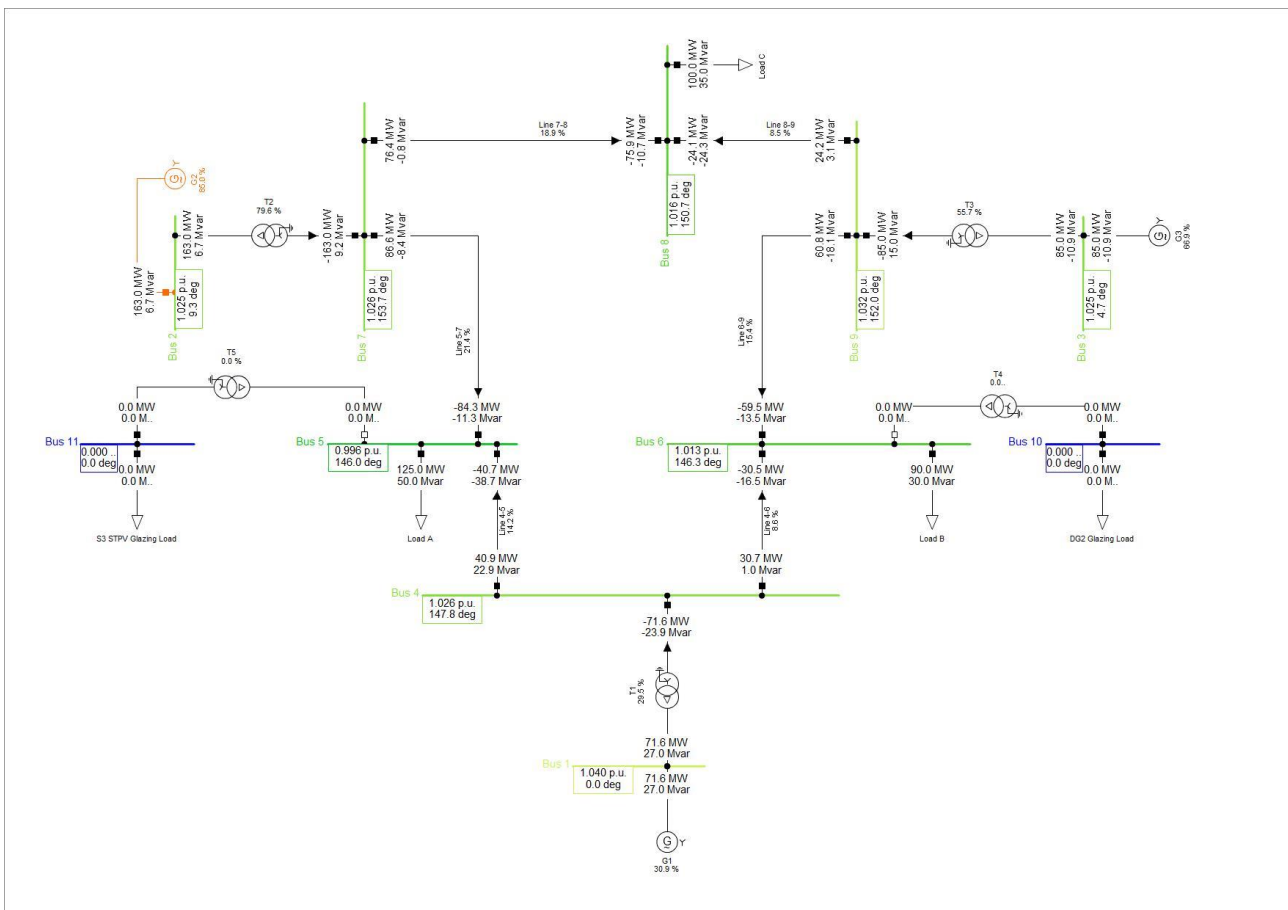 100.0 MW
35.0 Mvar
Load C
76.4 MW
-0.8 Mvar
Line 7-8
18.9 %
-75.9 MW
-10.7 Mvar
-24.1 MW
-24.3 Mvar
Line 8-9
8.5 %
24.2 MW
3.1 Mvar
1.016 p.u.
150.7 deg
Bus 8
G
Y
G2
85.0 %
163.0 MW
6.7 Mvar
T2
79.6 %
163.0 MW
6.7 Mvar
-163.0 MW
9.2 Mvar
86.6 MW
-8.4 Mvar
1.025 p.u.
9.3 deg
Bus 2
1.026 p.u.
153.7 deg
Bus 7
60.8 MW
-18.1 Mvar
-85.0 MW
15.0 Mvar
T3
55.7 %
85.0 MW
-10.9 Mvar
85.0 MW
-10.9 Mvar
G
Y
G3
66.9 %
1.032 p.u.
152.0 deg
Bus 9
1.025 p.u.
4.7 deg
Bus 3
Line 5-7
21.4 %
Line 6-9
15.4 %
T5
0.0 %
T4
0.0..
0.0 MW
0.0 M..
0.0 MW
0.0 M..
-84.3 MW
-11.3 Mvar
-59.5 MW
-13.5 Mvar
0.0 MW
0.0 M..
0.0 MW
0.0 M..
Bus 11
0.000 ..
0.0 deg
0.0 MW
0.0 M..
S3 STPV Glazing Load
Bus 5
0.996 p.u.
146.0 deg
125.0 MW
50.0 Mvar
Load A
-40.7 MW
-38.7 Mvar
Line 4-5
14.2 %
40.9 MW
22.9 Mvar
Bus 6
1.013 p.u.
146.3 deg
-30.5 MW
-16.5 Mvar
Line 4-6
8.6 %
30.7 MW
1.0 Mvar
90.0 MW
30.0 Mvar
Load B
Bus 10
0.000 ..
0.0 deg
0.0 MW
0.0 M..
DG2 Glazing Load
Bus 4
1.026 p.u.
147.8 deg
-71.6 MW
-23.9 Mvar
T1
29.5 %
71.6 MW
27.0 Mvar
Bus 1
1.040 p.u.
0.0 deg
71.6 MW
27.0 Mvar
G
Y
G1
30.9 %